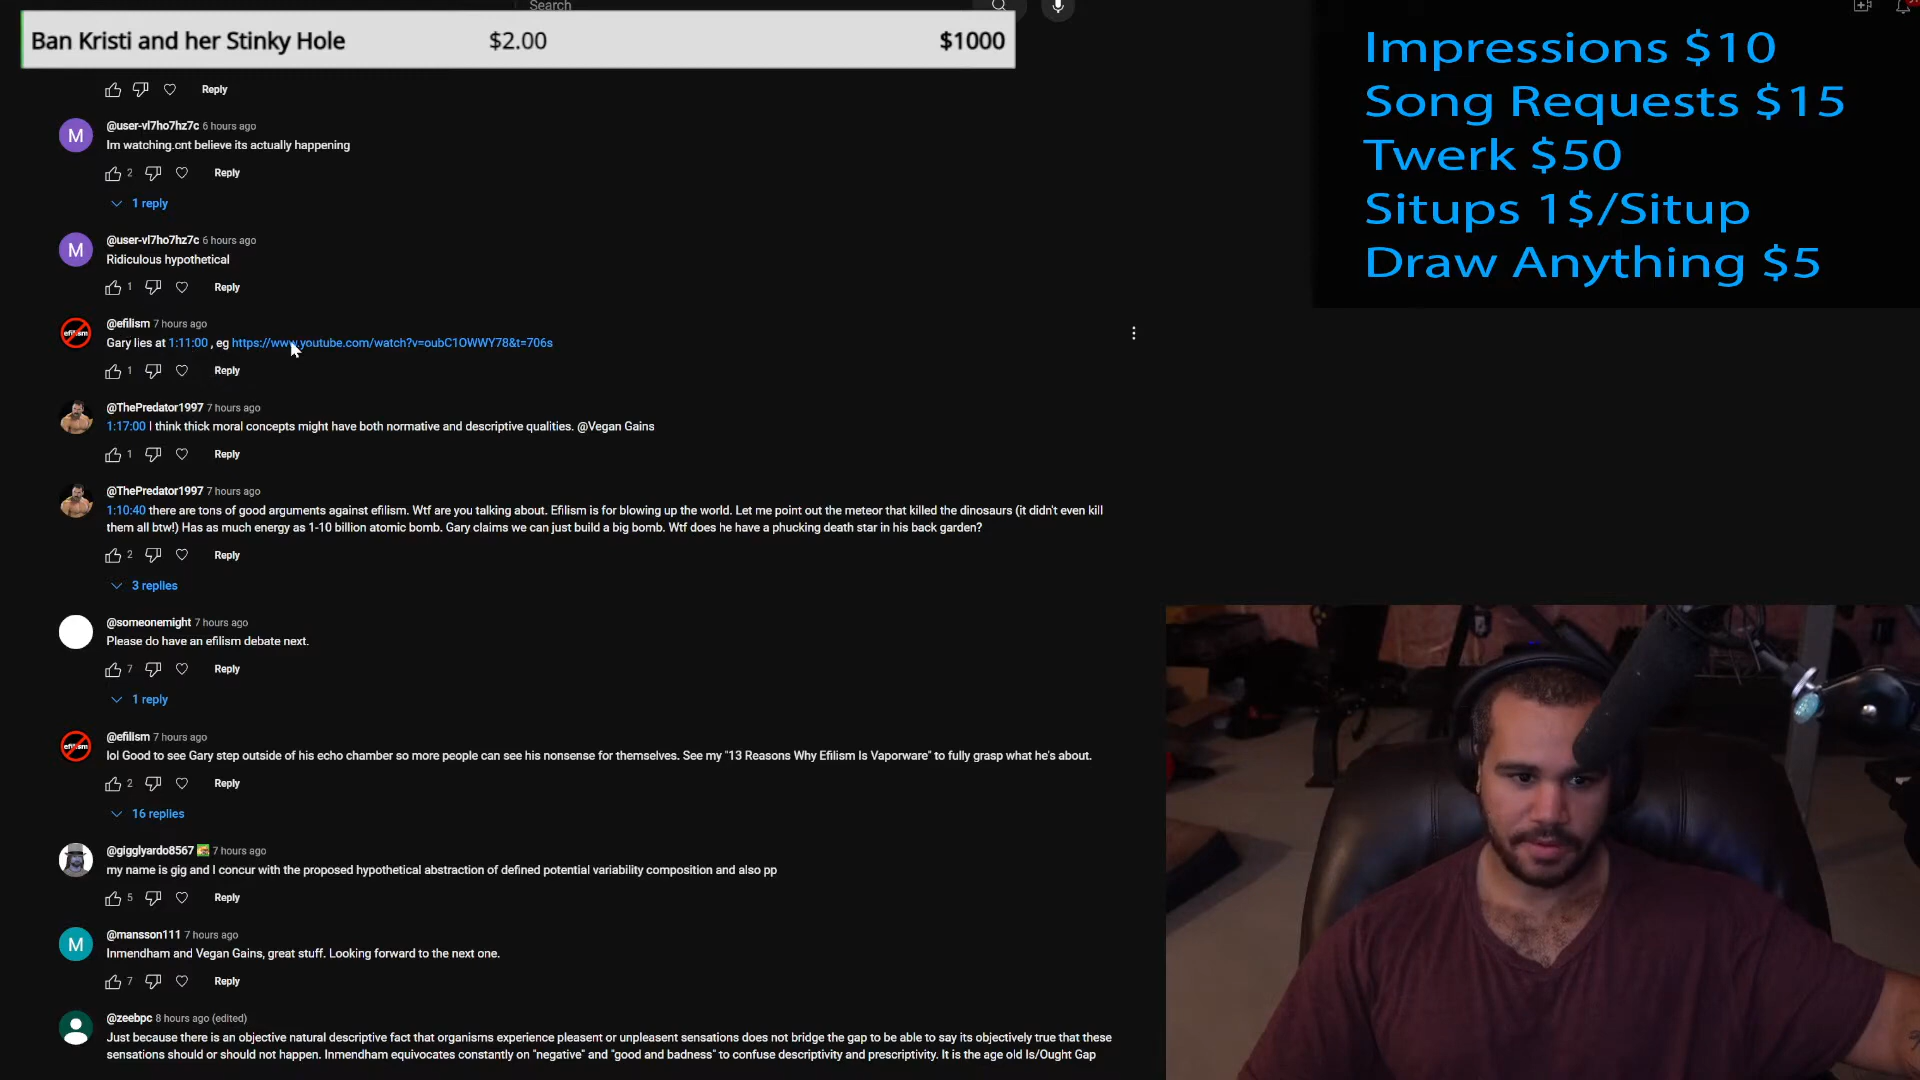 Search
Ban Kristi and her Stinky Hole $2.00 $1000
Impressions $10
Song Requests $15
Twerk $50
Situps 1$/Situp
Draw Anything $5
Reply
M
@user-vl7ho7hz7c 6 hours ago
Im watching.cnt believe its actually happening
2 Reply
1 reply
M
@user-vl7ho7hz7c 6 hours ago
Ridiculous hypothetical
1 Reply
efilism
@efilism 7 hours ago
Gary lies at 1:11:00 , eg https://www.youtube.com/watch?v=oubC1OWWY78&t=706s
1 Reply
@ThePredator1997 7 hours ago
1:17:00 I think thick moral concepts might have both normative and descriptive qualities. @Vegan Gains
1 Reply
@ThePredator1997 7 hours ago
1:10:40 there are tons of good arguments against efilism. Wtf are you talking about. Efilism is for blowing up the world. Let me point out the meteor that killed the dinosaurs (it didn't even kill
them all btw!) Has as much energy as 1-10 billion atomic bomb. Gary claims we can just build a big bomb. Wtf does he have a phucking death star in his back garden?
2 Reply
3 replies
@someonemight 7 hours ago
Please do have an efilism debate next.
7 Reply
1 reply
efilism
@efilism 7 hours ago
lol Good to see Gary step outside of his echo chamber so more people can see his nonsense for themselves. See my "13 Reasons Why Efilism Is Vaporware" to fully grasp what he's about.
2 Reply
16 replies
@gigglyardo8567 7 hours ago
my name is gig and I concur with the proposed hypothetical abstraction of defined potential variability composition and also pp
5 Reply
M
@mansson111 7 hours ago
Inmendham and Vegan Gains, great stuff. Looking forward to the next one.
7 Reply
@zeebpc 8 hours ago (edited)
Just because there is an objective natural descriptive fact that organisms experience pleasent or unpleasent sensations does not bridge the gap to be able to say its objectively true that these
sensations should or should not happen. Inmendham equivocates constantly on "negative" and "good and badness" to confuse descriptivity and prescriptivity. It is the age old Is/Ought Gap